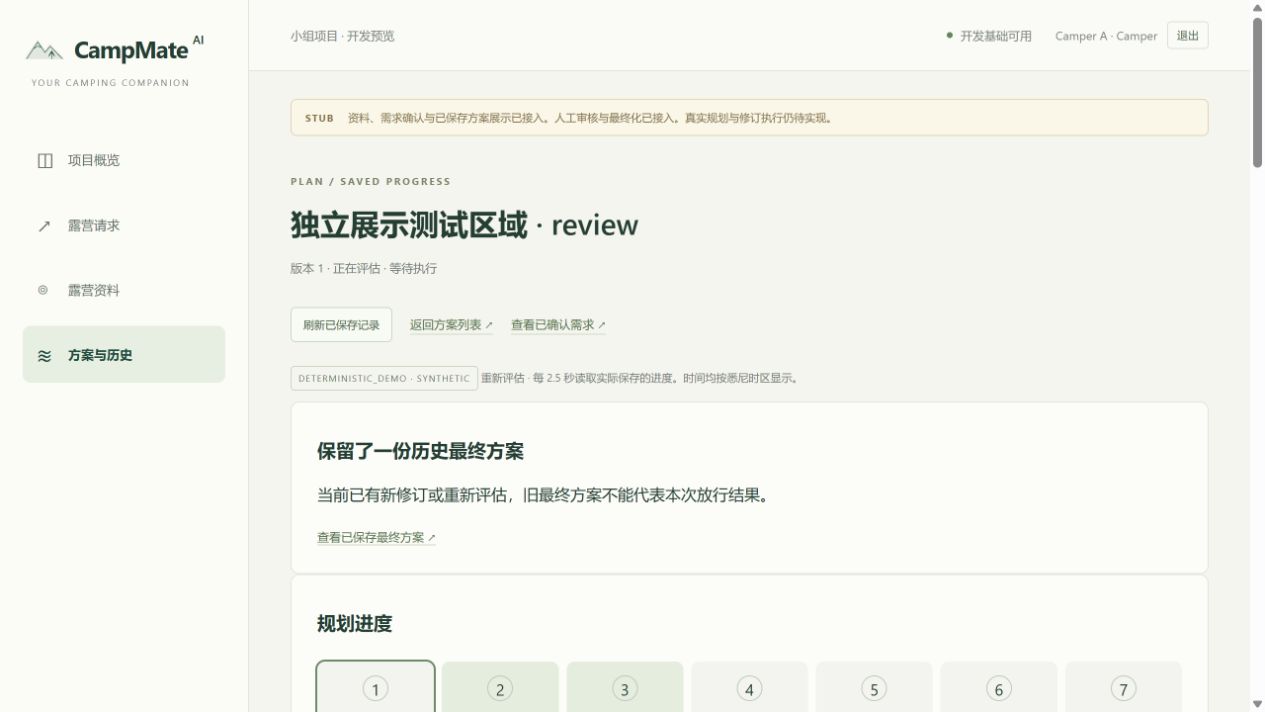 CampMate AI
YOUR CAMPING COMPANION
项目概览
露营请求
露营资料
方案与历史
小组项目 · 开发预览
开发基础可用
Camper A · Camper
退出
STUB 资料、需求确认与已保存方案展示已接入。人工审核与最终化已接入。真实规划与修订执行仍待实现。
PLAN / SAVED PROGRESS
独立展示测试区域 · review
版本 1 · 正在评估 · 等待执行
刷新已保存记录 返回方案列表 ↗ 查看已确认需求 ↗
DETERMINISTIC_DEMO · SYNTHETIC 重新评估 · 每 2.5 秒读取实际保存的进度。时间均按悉尼时区显示。
保留了一份历史最终方案
当前已有新修订或重新评估，旧最终方案不能代表本次放行结果。
查看已保存最终方案 ↗
规划进度
1 2 3 4 5 6 7